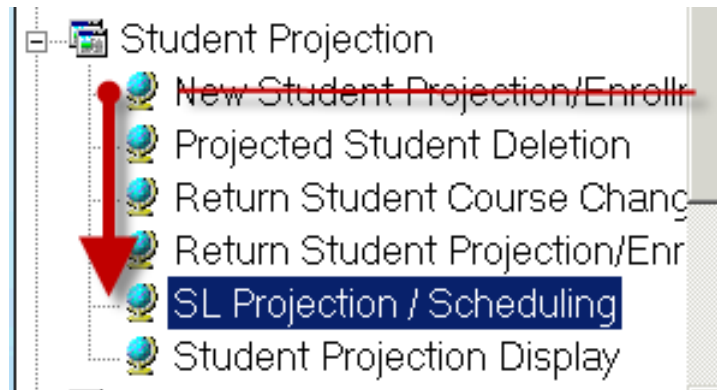 Student Projection
New Student Projection/Enrollr
Projected Student Deletion
Return Student Course Chang
Return Student Projection/Enr
SL Projection / Scheduling
Student Projection Display